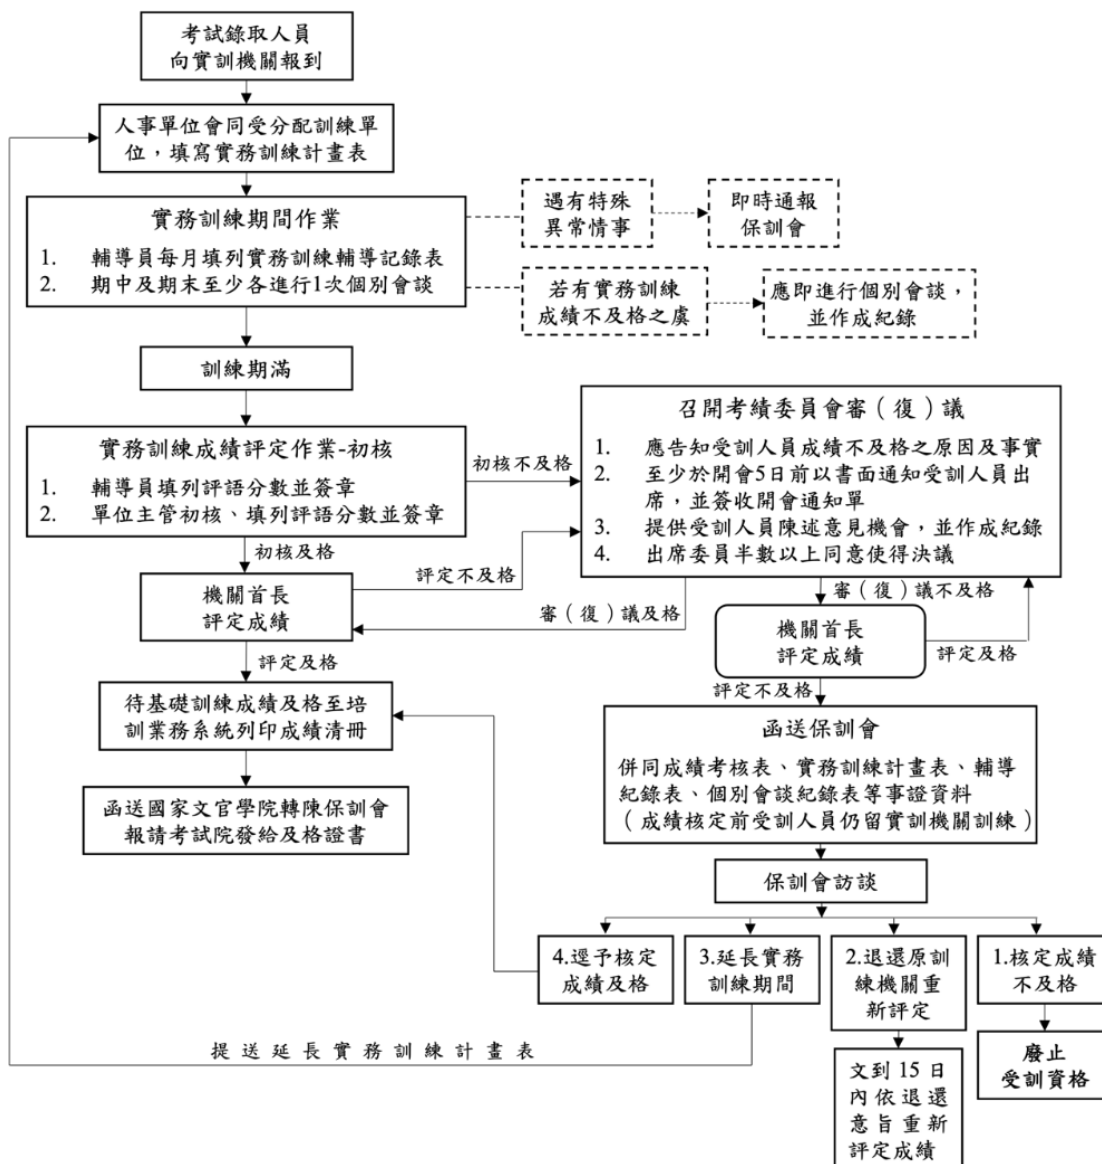 考試錄取人員
向實訓機關報到
人事單位會同受分配訓練單
位，填寫實務訓練計畫表
實務訓練期間作業
1. 輔導員每月填列實務訓練輔導記錄表
2. 期中及期末至少各進行1次個別會談
遇有特殊
異常情事
即時通報
保訓會
若有實務訓練
成績不及格之虞
應即進行個別會談，
並作成紀錄
訓練期滿
實務訓練成績評定作業-初核
1. 輔導員填列評語分數並簽章
2. 單位主管初核、填列評語分數並簽章
初核不及格
召開考績委員會審（復）議
1. 應告知受訓人員成績不及格之原因及事實
2. 至少於開會5日前以書面通知受訓人員出
席，並簽收開會通知單
3. 提供受訓人員陳述意見機會，並作成紀錄
4. 出席委員半數以上同意使得決議
初核及格
評定不及格
機關首長
評定成績
審（復）議及格
審（復）議不及格
機關首長
評定成績
評定及格
評定及格
評定不及格
待基礎訓練成績及格至培
訓業務系統列印成績清冊
函送國家文官學院轉陳保訓會
報請考試院發給及格證書
函送保訓會
併同成績考核表、實務訓練計畫表、輔導
紀錄表、個別會談紀錄表等事證資料
（成績核定前受訓人員仍留實訓機關訓練）
保訓會訪談
4.逕予核定
成績及格
3.延長實務
訓練期間
2.退還原訓
練機關重
新評定
1.核定成績
不及格
提送延長實務訓練計畫表
文到 15 日
內依退還
意旨重新
評定成績
廢止
受訓資格